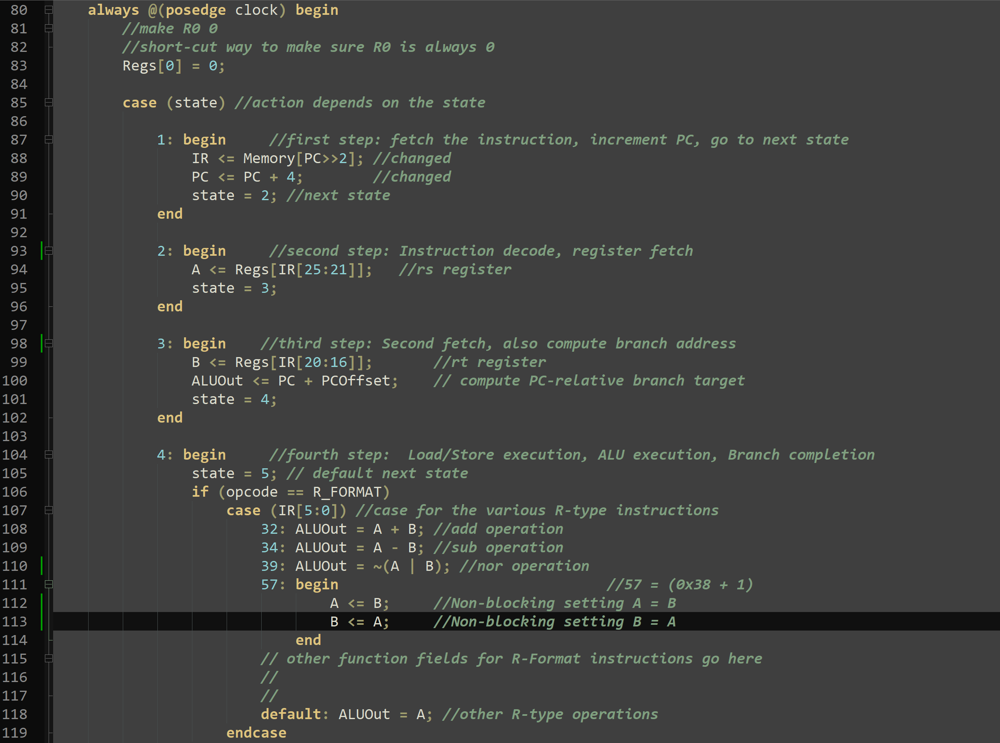 80 always @(posedge clock) begin
81 //make R0 0
82 //short-cut way to make sure R0 is always 0
83 Regs[0] = 0;
84
85 case (state) //action depends on the state
86
87 1: begin     //first step: fetch the instruction, increment PC, go to next state
88 IR <= Memory[PC>>2]; //changed
89 PC <= PC + 4;        //changed
90 state = 2; //next state
91 end
92
93 2: begin     //second step: Instruction decode, register fetch
94 A <= Regs[IR[25:21]];   //rs register
95 state = 3;
96 end
97
98 3: begin    //third step: Second fetch, also compute branch address
99 B <= Regs[IR[20:16]];       //rt register
100 ALUOut <= PC + PCOffset;    // compute PC-relative branch target
101 state = 4;
102 end
103
104 4: begin     //fourth step:  Load/Store execution, ALU execution, Branch completion
105 state = 5; // default next state
106 if (opcode == R_FORMAT)
107 case (IR[5:0]) //case for the various R-type instructions
108 32: ALUOut = A + B; //add operation
109 34: ALUOut = A - B; //sub operation
110 39: ALUOut = ~(A | B); //nor operation
111 57: begin                               //57 = (0x38 + 1)
112 A <= B;     //Non-blocking setting A = B
113 B <= A;     //Non-blocking setting B = A
114 end
115 // other function fields for R-Format instructions go here
116 //
117 //
118 default: ALUOut = A; //other R-type operations
119 endcase